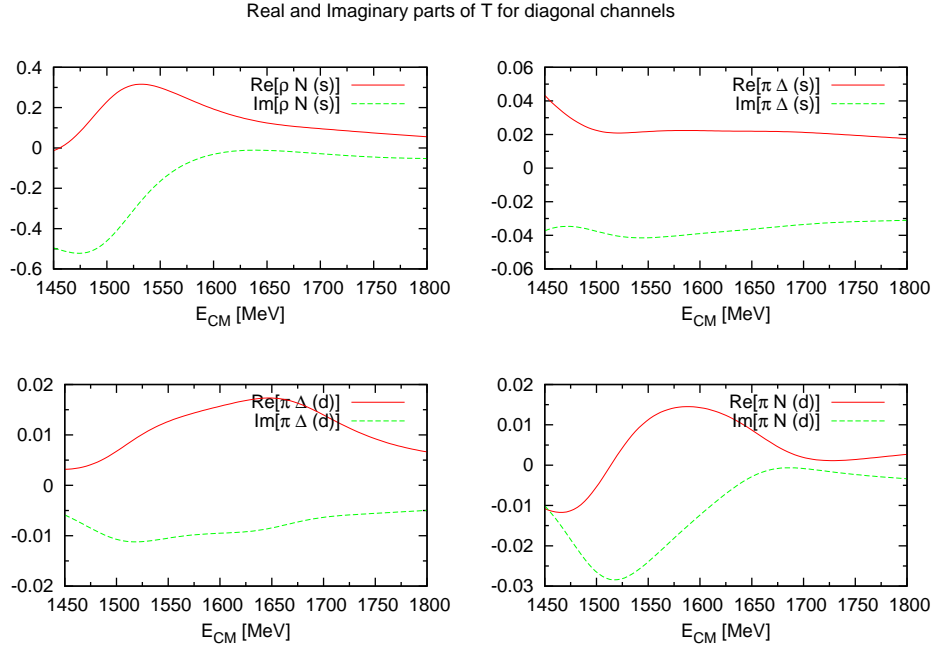 Real and Imaginary parts of T for diagonal channels
0.4
0.2
0
-0.2
-0.4
-0.6
1450 1500 1550 1600 1650 1700 1750 1800
E_CM [MeV]
Re[ρ N (s)]
Im[ρ N (s)]
0.06
0.04
0.02
0
-0.02
-0.04
-0.06
1450 1500 1550 1600 1650 1700 1750 1800
E_CM [MeV]
Re[π Δ (s)]
Im[π Δ (s)]
0.02
0.01
0
-0.01
-0.02
1450 1500 1550 1600 1650 1700 1750 1800
E_CM [MeV]
Re[π Δ (d)]
Im[π Δ (d)]
0.02
0.01
0
-0.01
-0.02
-0.03
1450 1500 1550 1600 1650 1700 1750 1800
E_CM [MeV]
Re[π N (d)]
Im[π N (d)]